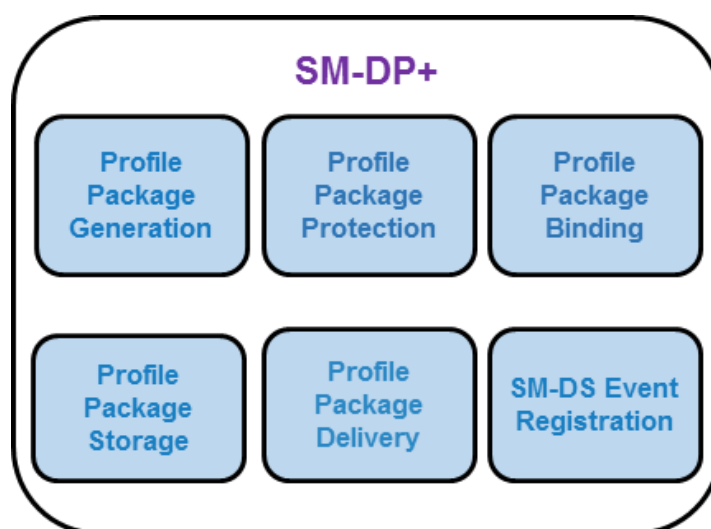 SM-DP+
Profile
Package
Generation
Profile
Package
Protection
Profile
Package
Binding
Profile
Package
Storage
Profile
Package
Delivery
SM-DS Event
Registration